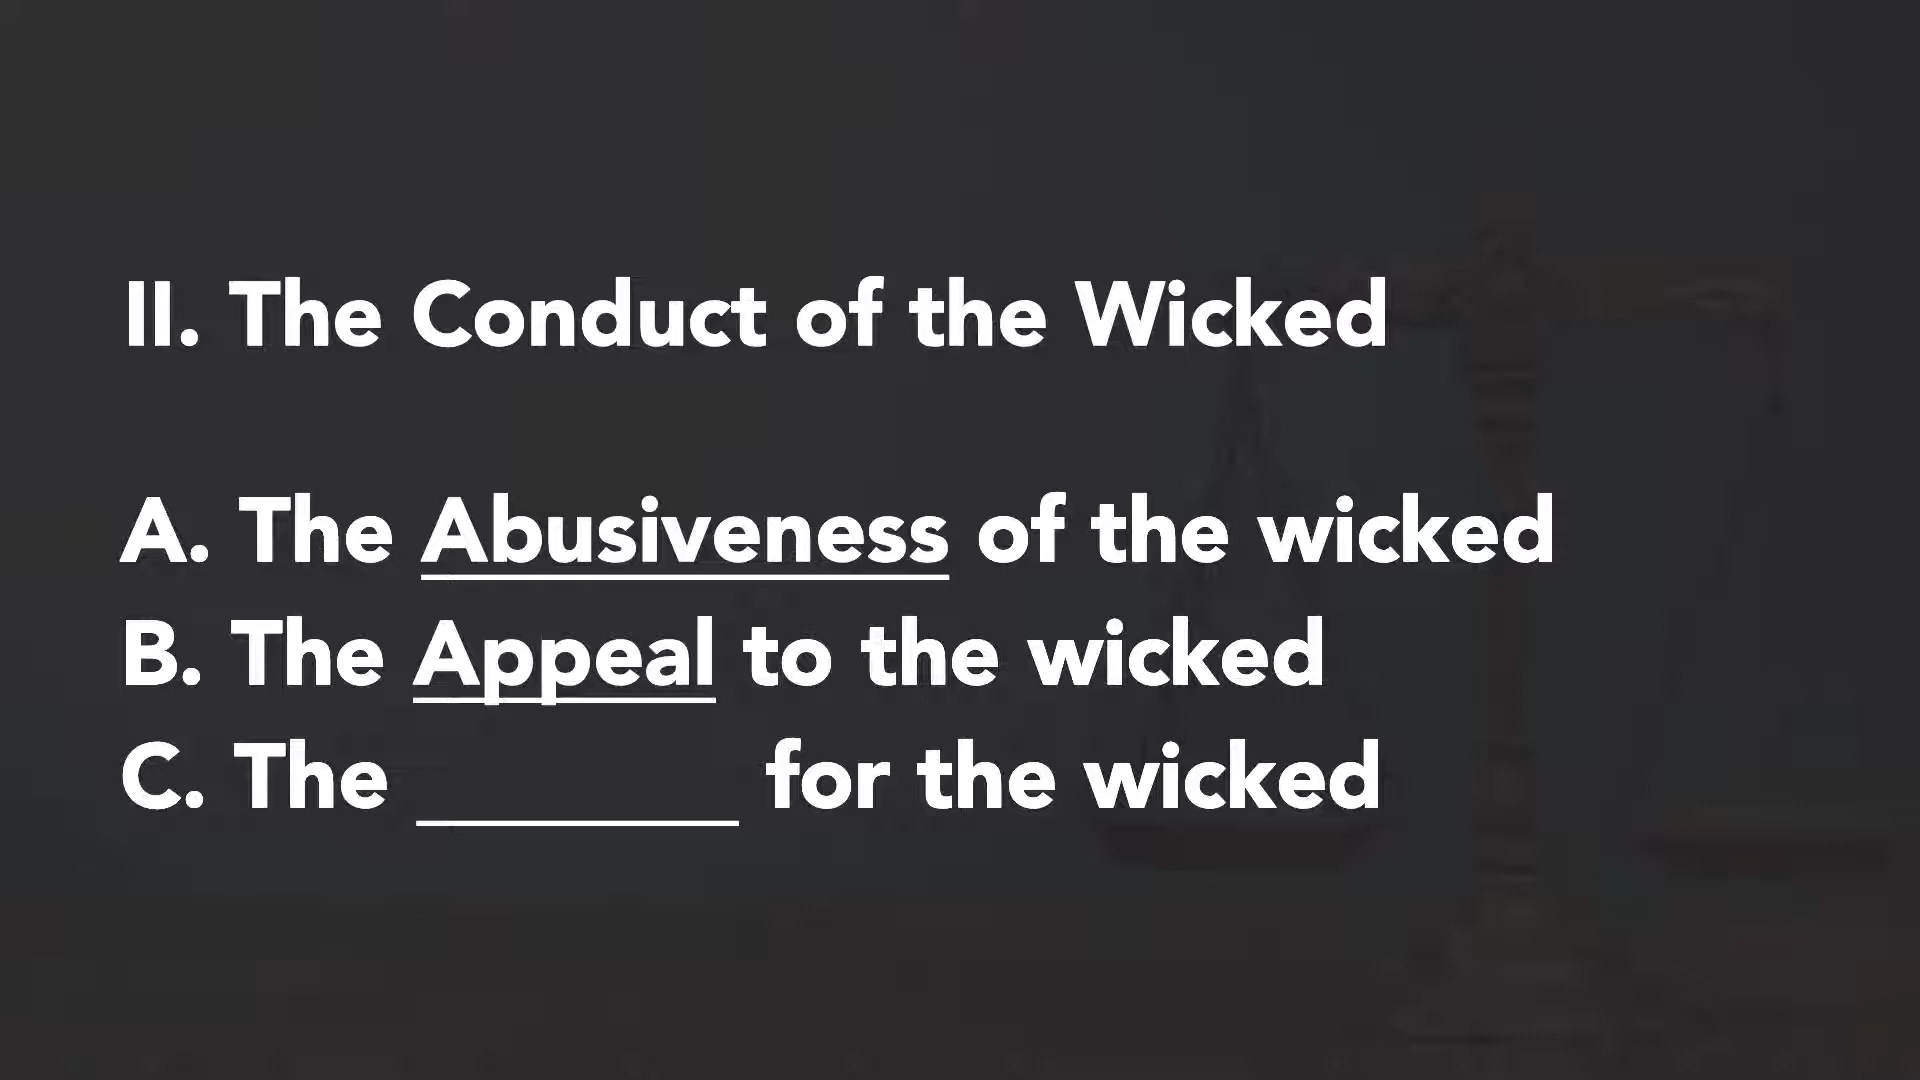 II. The Conduct of the Wicked
A. The Abusiveness of the wicked
B. The Appeal to the wicked
C. The ________ for the wicked